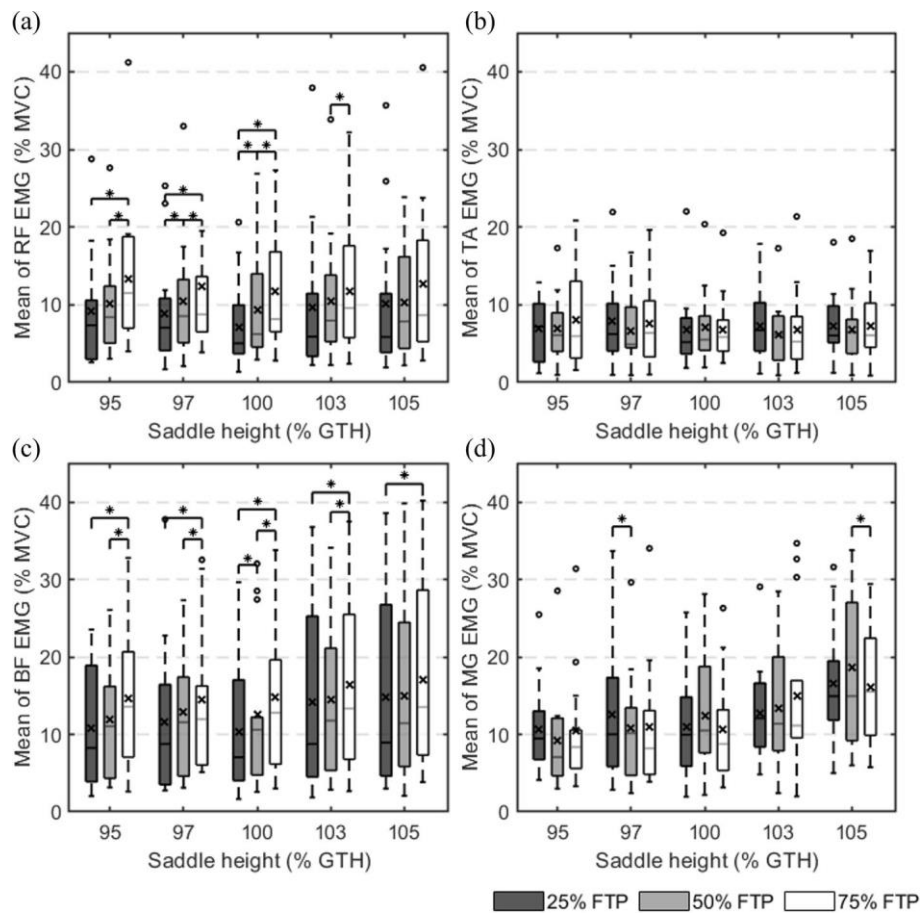 (a)
Mean of RF EMG (% MVC)
40
30
20
10
0
95 97 100 103 105
Saddle height (% GTH)
(b)
Mean of TA EMG (% MVC)
40
30
20
10
0
95 97 100 103 105
Saddle height (% GTH)
(c)
Mean of BF EMG (% MVC)
40
30
20
10
0
95 97 100 103 105
Saddle height (% GTH)
(d)
Mean of MG EMG (% MVC)
40
30
20
10
0
95 97 100 103 105
Saddle height (% GTH)
25% FTP 50% FTP 75% FTP